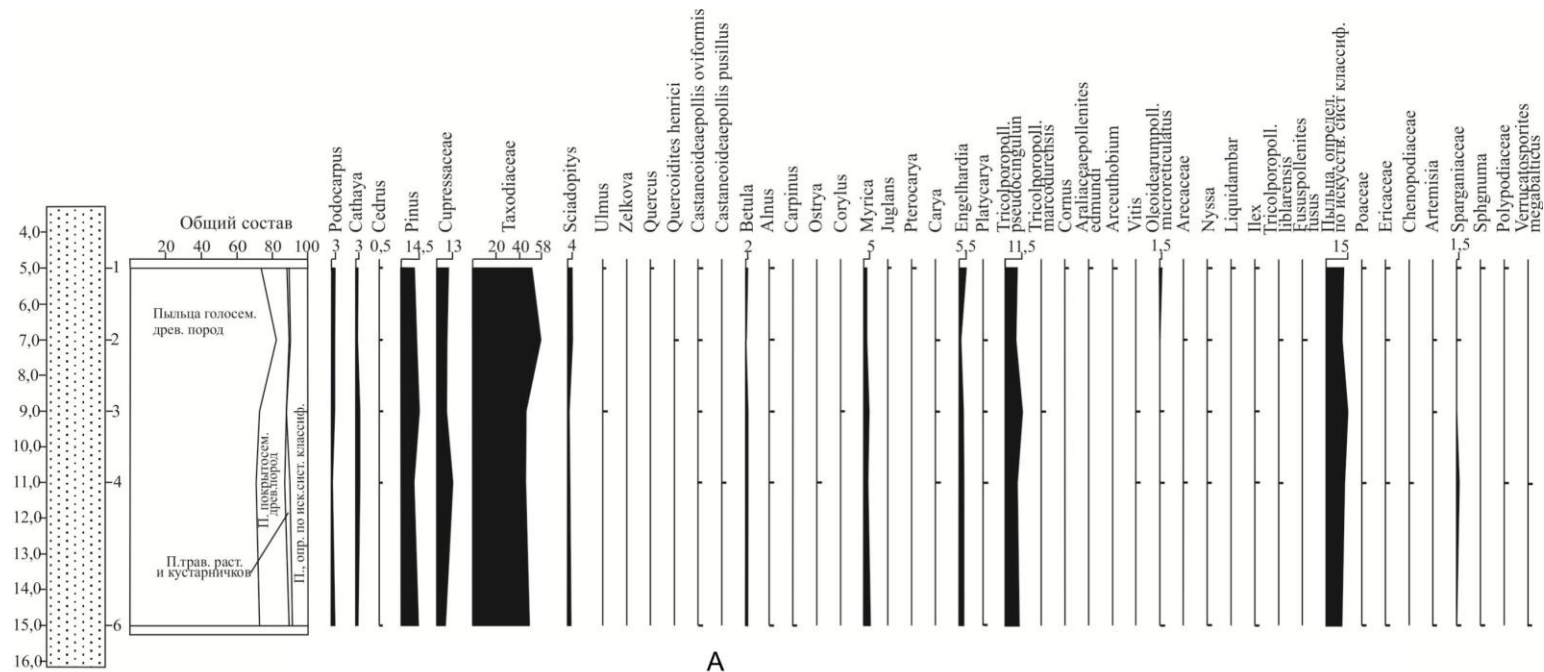 Общий состав
20 40 60 80 100
4,0
5,0
6,0
7,0
8,0
9,0
10,0
11,0
12,0
13,0
14,0
15,0
16,0
1
2
3
4
6
Пыльца голосем.
древ. пород
П. покрытосем.
древ.пород
П.трав. раст.
и кустарничков
П., опр. по иск.сист. классиф.
Podocarpus
3
Cathaya
3
Cedrus
0,5
Pinus
14,5
Cupressaceae
13
Taxodiaceae
20 40 58
Sciadopitys
4
Ulmus
Zelkova
Quercus
Quercoidites henrici
Castaneoideaepollis oviformis
Castaneoideaepollis pusillus
Betula
2
Alnus
Carpinus
Ostrya
Corylus
Myrica
5
Juglans
Pterocarya
Carya
Engelhardia
5,5
Platycarya
Tricolporopoll.
pseudocingulun
11,5
Tricolporopoll.
marcodurensis
Cornus
Araliaceaepollenites
edmundi
Arceuthobium
Vitis
Oleoidearumpoll.
microreticulatus
1,5
Arecaceae
Nyssa
Liquidambar
Ilex
Tricolporopoll.
liblarensis
Fususpollenites
fusus
Пыльца, определ.
по искуств. сист классиф.
15
Poaceae
Ericaceae
Chenopodiaceae
Artemisia
Sparganiaceae
1,5
Sphgnuma
Polypodiaceae
Verrucatosporites
megabalticus
А